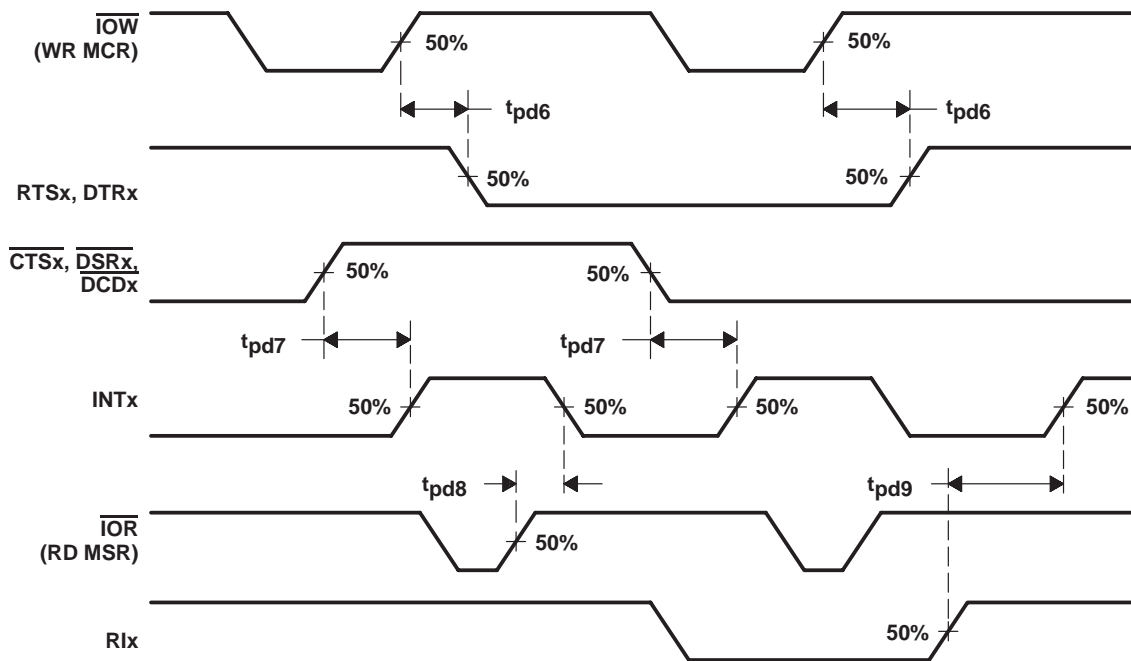 IOW
(WR MCR)
50%
50%
tpd6
tpd6
RTSx, DTRx
50%
50%
CTSx, DSRx,
DCDx
50%
50%
tpd7
tpd7
INTx
50%
50%
50%
50%
tpd8
tpd9
IOR
(RD MSR)
50%
RIx
50%